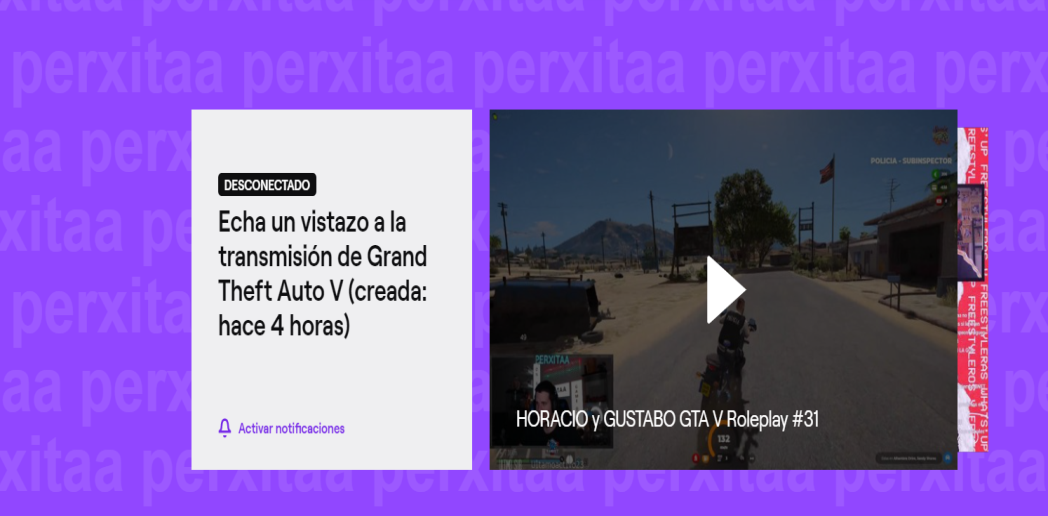 perxitaa perxitaa perxitaa perxitaa perx
DESCONECTADO
Echa un vistazo a la
transmisión de Grand
Theft Auto V (creada:
hace 4 horas)
Activar notificaciones
POLICIA - SUBINSPECTOR
PERXITAA
HORACIO y GUSTABO GTA V Roleplay #31
132